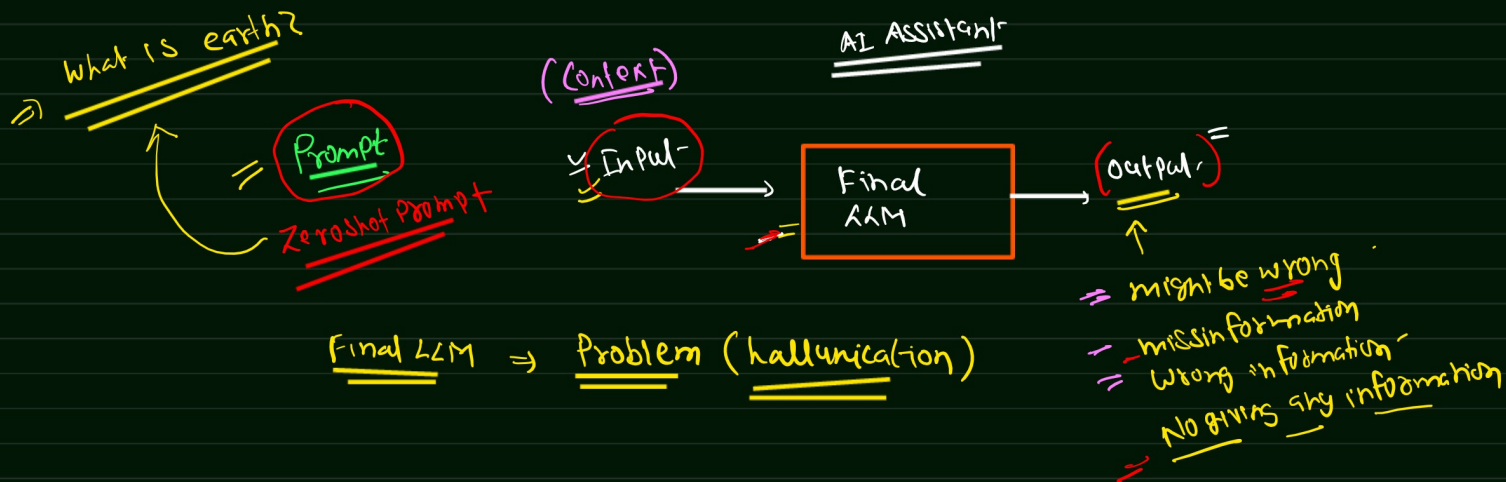 What is earth?
AI Assistant
(Context)
Prompt
Input
Final
LLM
(output)
Zeroshot Prompt
might be wrong
missinformation
wrong information
No giving any information
Final LLM ⇒ Problem (hallunication)